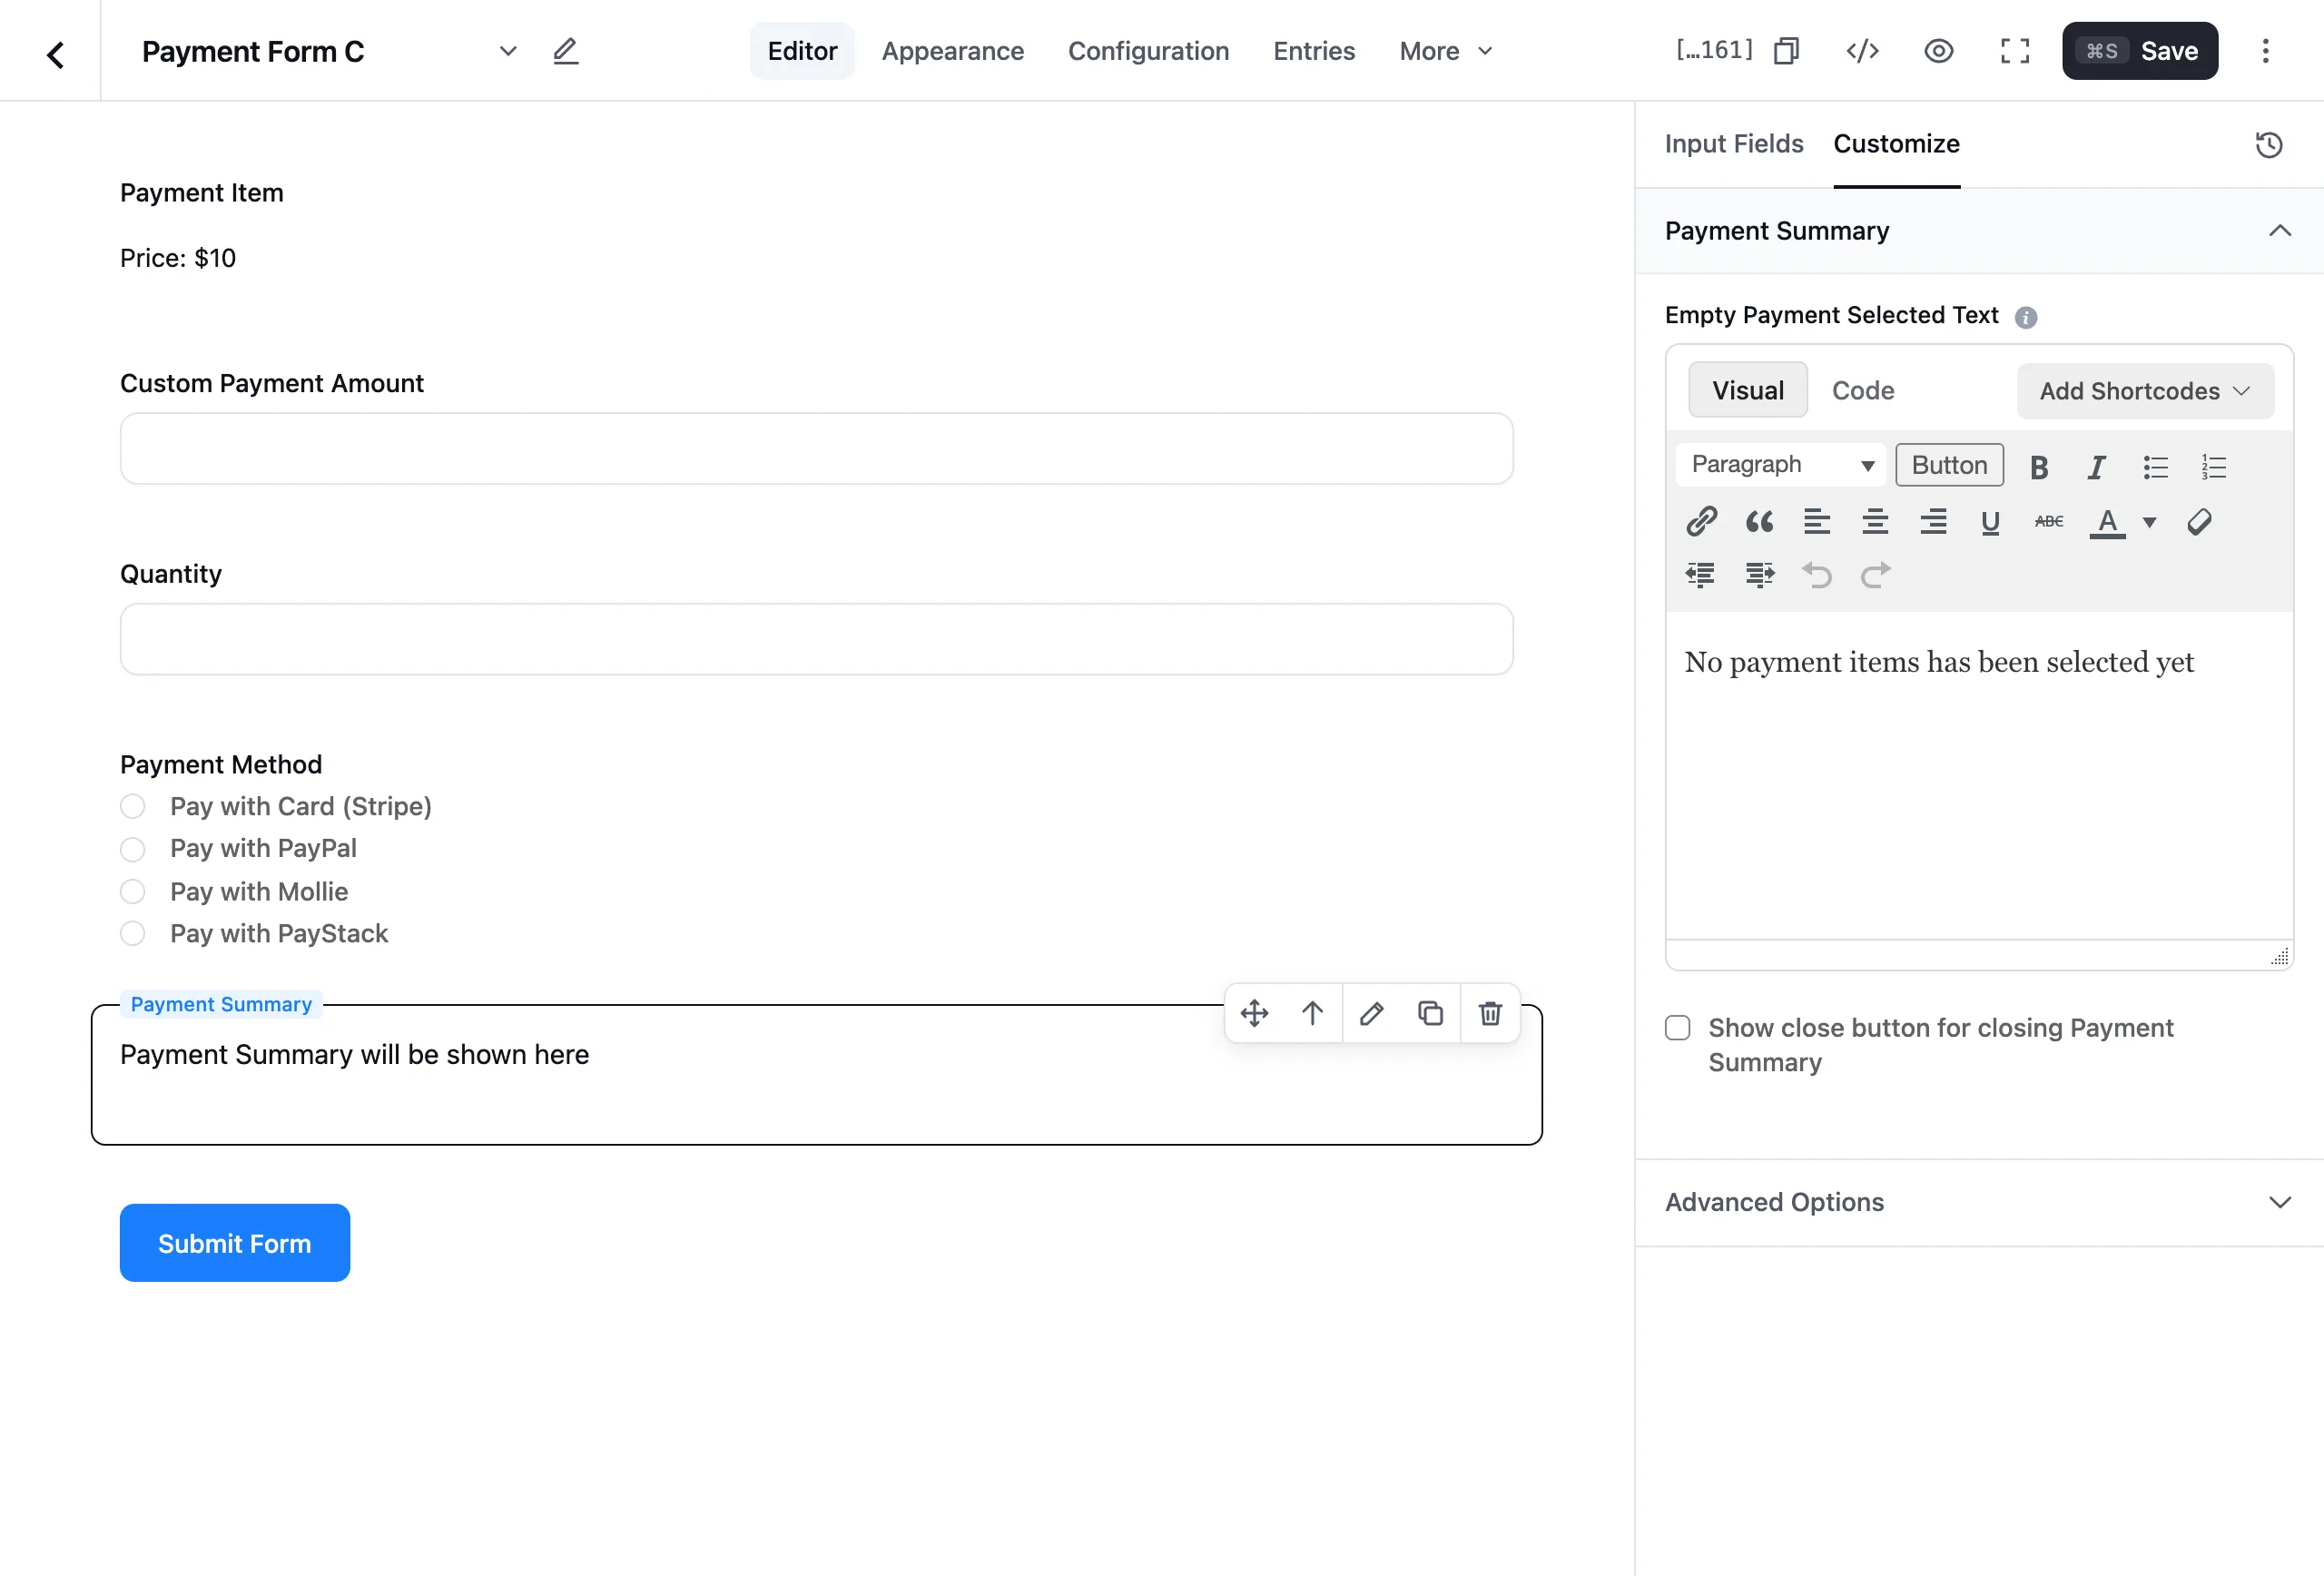 Payment Form C
Editor
Appearance
Configuration
Entries
More
[...161]
⌘S Save
Payment Item
Price: $10
Custom Payment Amount
Quantity
Payment Method
Pay with Card (Stripe)
Pay with PayPal
Pay with Mollie
Pay with PayStack
Payment Summary
Payment Summary will be shown here
Submit Form
Input Fields
Customize
Payment Summary
Empty Payment Selected Text
Visual
Code
Add Shortcodes
Paragraph
Button
B
I
U
ABC
A
No payment items has been selected yet
Show close button for closing Payment
Summary
Advanced Options